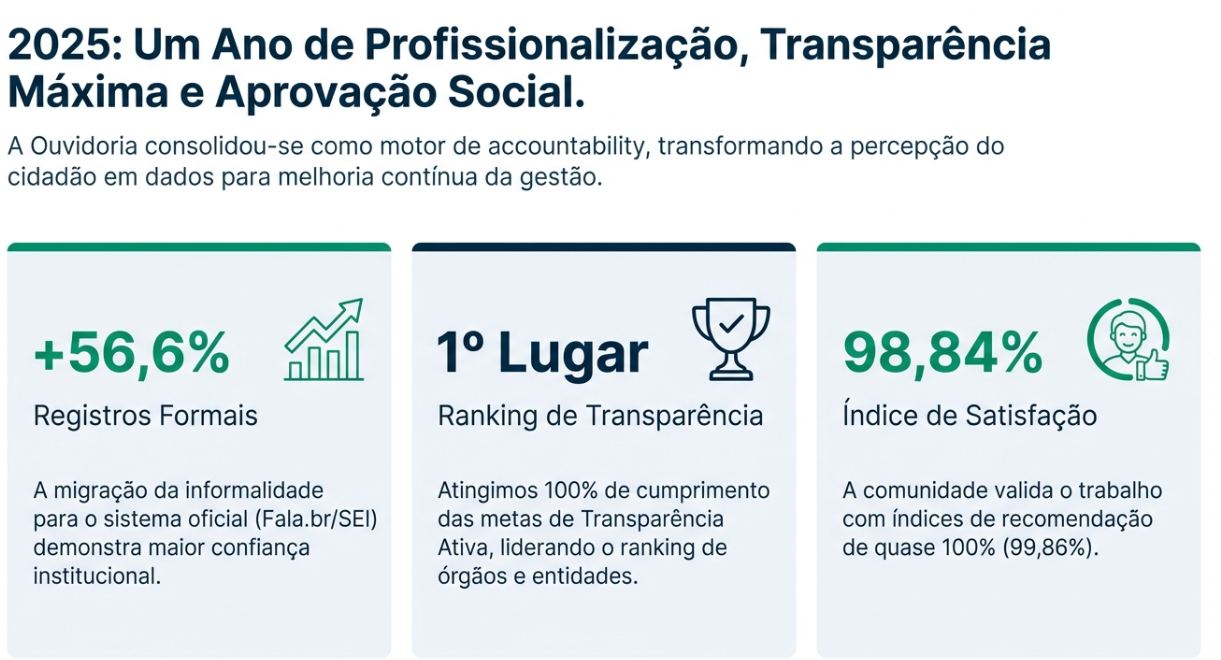 2025: Um Ano de Profissionalização, Transparência
Máxima e Aprovação Social.
A Ouvidoria consolidou-se como motor de accountability, transformando a percepção do
cidadão em dados para melhoria contínua da gestão.
+56,6%
Registros Formais
A migração da informalidade
para o sistema oficial (Fala.br/SEI)
demonstra maior confiança
institucional.
1º Lugar
Ranking de Transparência
Atingimos 100% de cumprimento
das metas de Transparência
Ativa, liderando o ranking de
órgãos e entidades.
98,84%
Índice de Satisfação
A comunidade valida o trabalho
com índices de recomendação
de quase 100% (99,86%).